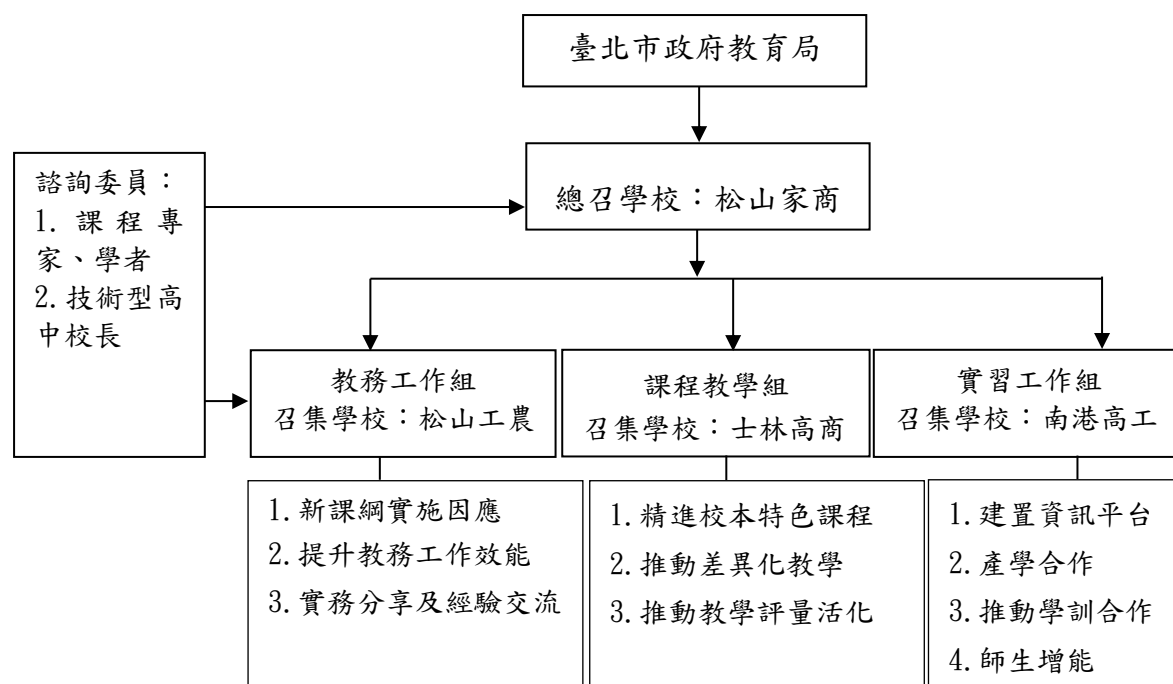 臺北市政府教育局
總召學校：松山家商
諮詢委員：
1. 課程專
家、學者
2. 技術型高
中校長
教務工作組
召集學校：松山工農
課程教學組
召集學校：士林高商
實習工作組
召集學校：南港高工
1. 新課綱實施因應
2. 提升教務工作效能
3. 實務分享及經驗交流
1. 精進校本特色課程
2. 推動差異化教學
3. 推動教學評量活化
1. 建置資訊平台
2. 產學合作
3. 推動學訓合作
4. 師生增能